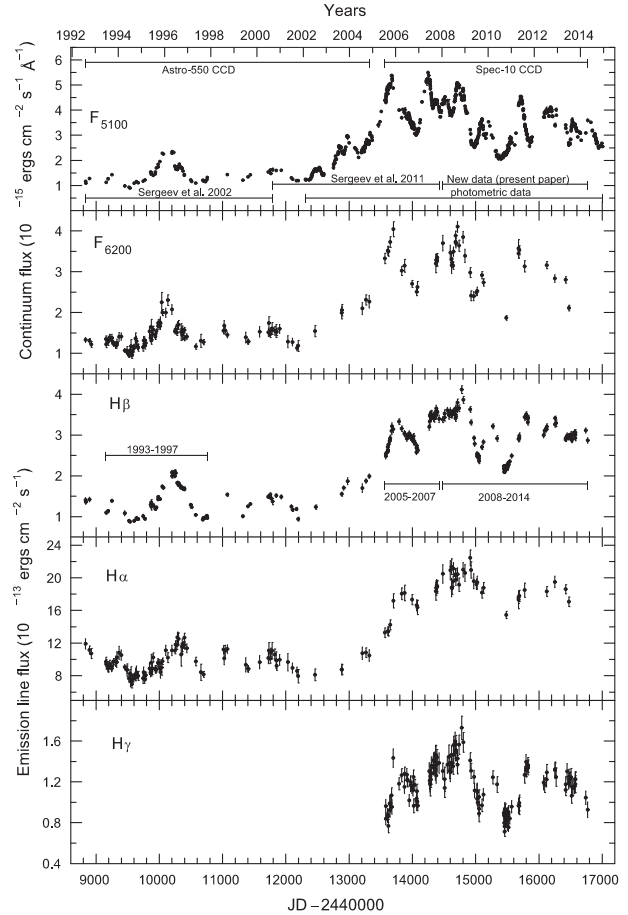 Years
1992 1994 1996 1998 2000 2002 2004 2006 2008 2010 2012 2014
Astro-550 CCD Spec-10 CCD
6
5
4
3
2
1
F5100
Sergeev et al. 2011 New data (present paper)
Sergeev et al. 2002 photometric data
Continuum flux (10 −15 ergs cm −2 s−1 Å−1)
F6200
4
3
2
1
Hβ
4
3
2
1
1993-1997
2005-2007 2008-2014
Emission line flux (10 −13 ergs cm −2 s−1)
Hα
24
20
16
12
8
4
Hγ
1.6
1.2
0.8
0.4
9000 10000 11000 12000 13000 14000 15000 16000 17000
JD −2440000